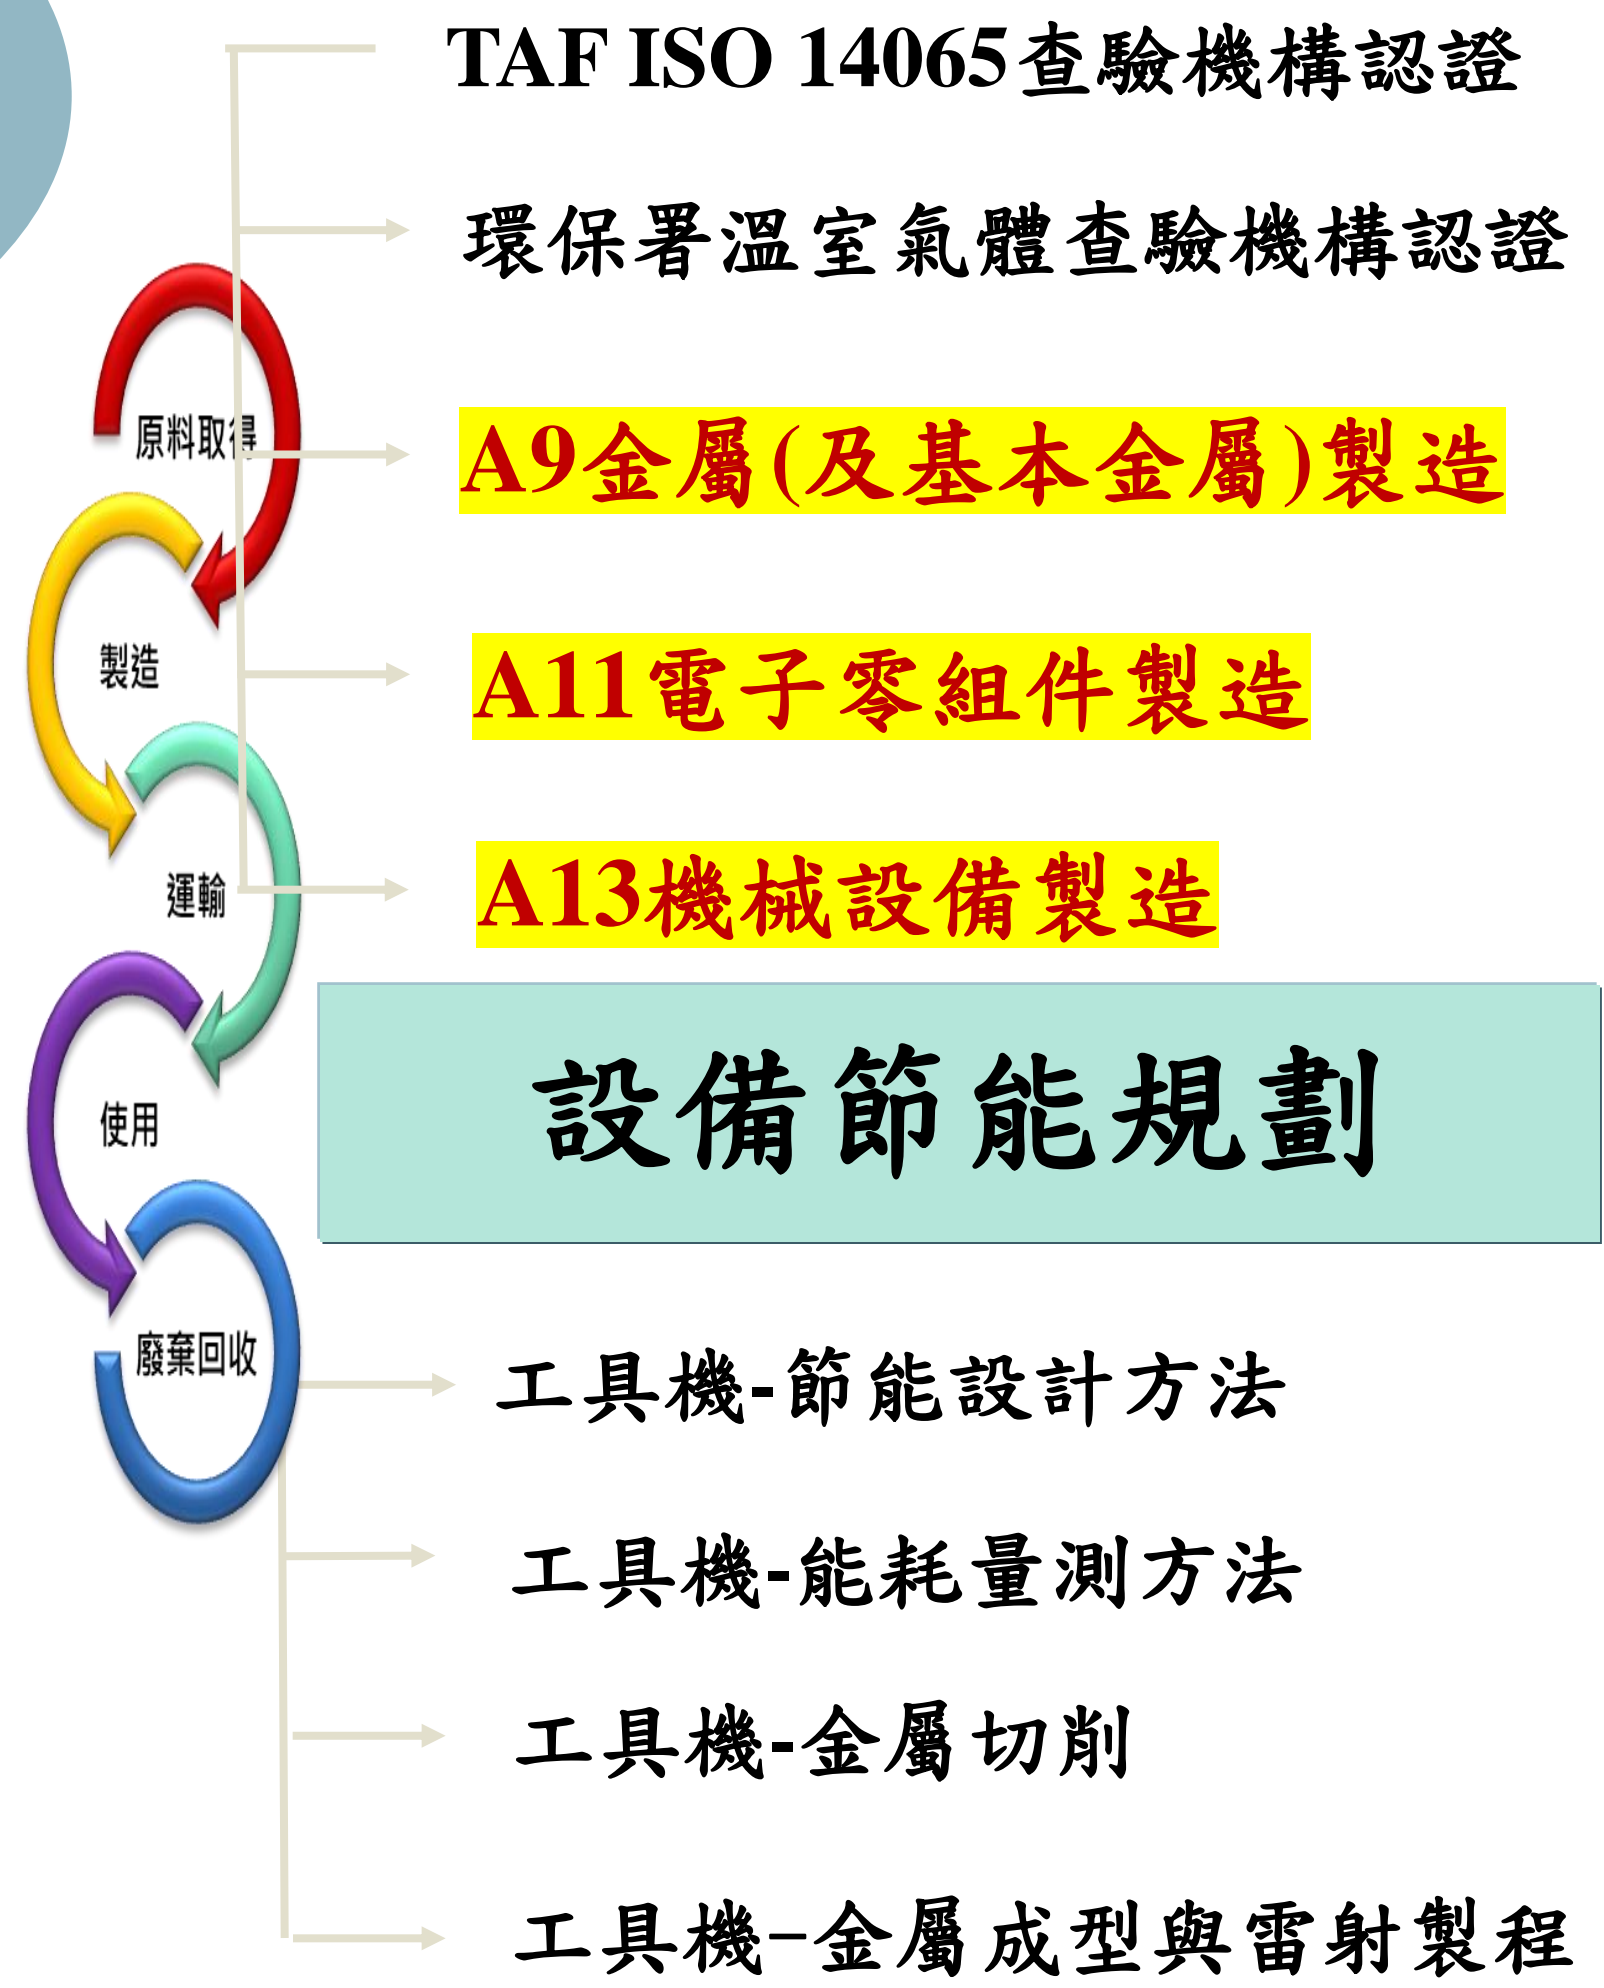 TAF ISO 14065查驗機構認證
環保署溫室氣體查驗機構認證
原料取得
A9金屬(及基本金屬)製造
製造
A11電子零組件製造
運輸
A13機械設備製造
使用
設備節能規劃
廢棄回收
工具機-節能設計方法
工具機-能耗量測方法
工具機-金屬切削
工具機–金屬成型與雷射製程